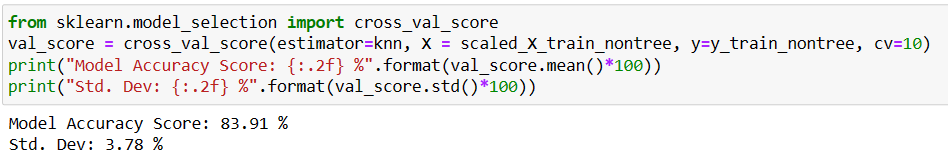 from sklearn.model_selection import cross_val_score
val_score = cross_val_score(estimator=knn, X = scaled_X_train_nontree, y=y_train_nontree, cv=10)
print("Model Accuracy Score: {:.2f} %".format(val_score.mean()*100))
print("Std. Dev: {:.2f} %".format(val_score.std()*100))
Model Accuracy Score: 83.91 %
Std. Dev: 3.78 %